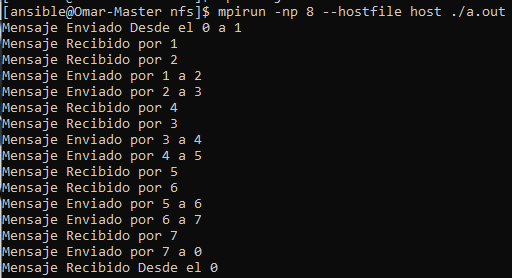 [ansible@Omar-Master nfs]$ mpirun -np 8 --hostfile host ./a.out
Mensaje Enviado Desde el 0 a 1
Mensaje Recibido por 1
Mensaje Recibido por 2
Mensaje Enviado por 1 a 2
Mensaje Enviado por 2 a 3
Mensaje Recibido por 4
Mensaje Recibido por 3
Mensaje Enviado por 3 a 4
Mensaje Enviado por 4 a 5
Mensaje Recibido por 5
Mensaje Recibido por 6
Mensaje Enviado por 5 a 6
Mensaje Enviado por 6 a 7
Mensaje Recibido por 7
Mensaje Enviado por 7 a 0
Mensaje Recibido Desde el 0